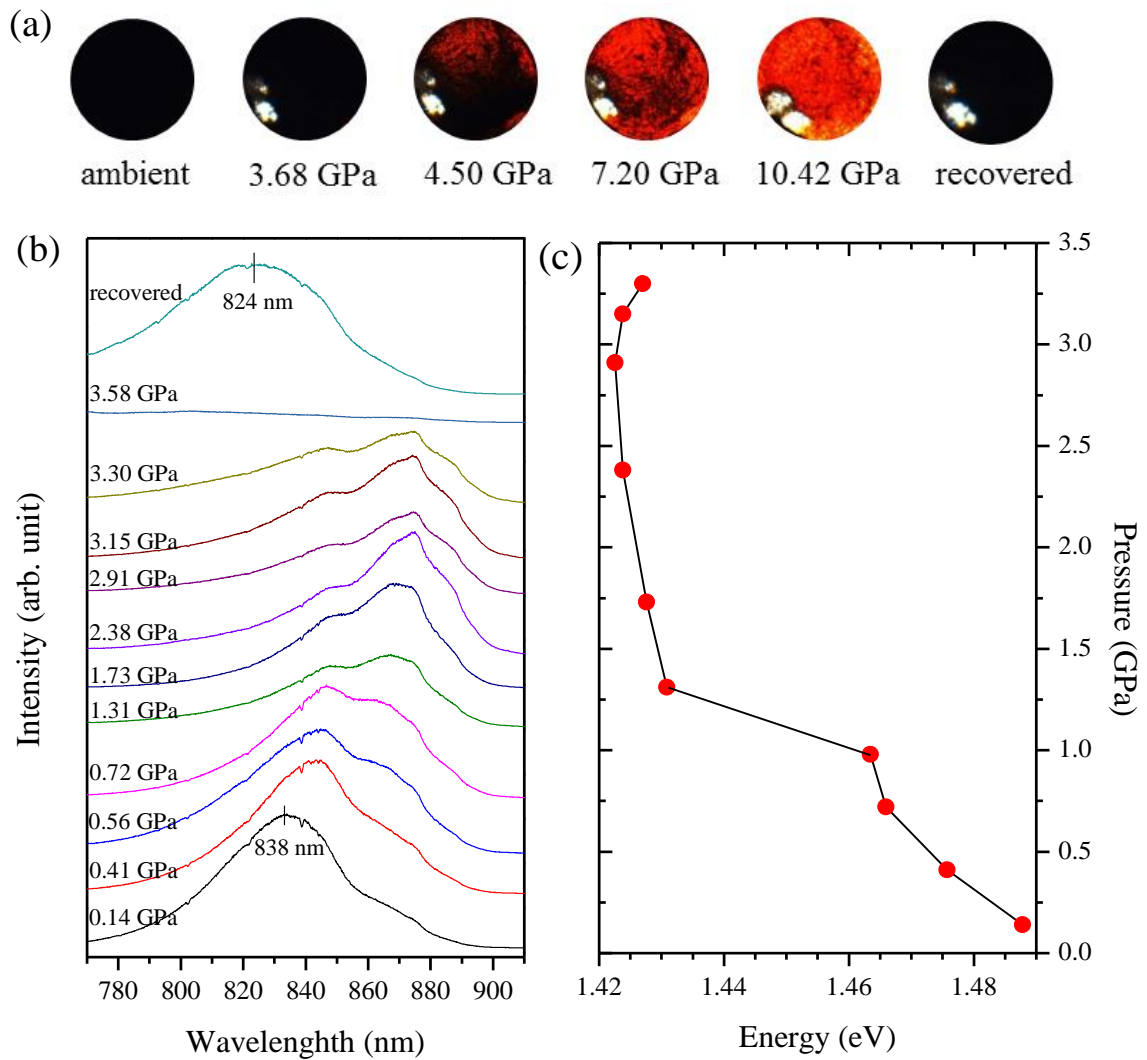 (a)
ambient
3.68 GPa
4.50 GPa
7.20 GPa
10.42 GPa
recovered
(b)
recovered
824 nm
3.58 GPa
3.30 GPa
3.15 GPa
2.91 GPa
2.38 GPa
1.73 GPa
1.31 GPa
0.72 GPa
0.56 GPa
0.41 GPa
0.14 GPa
838 nm
Intensity (arb. unit)
780 800 820 840 860 880 900
Wavelenghth (nm)
(c)
3.5
3.0
2.5
2.0
1.5
1.0
0.5
0.0
Pressure (GPa)
1.42 1.44 1.46 1.48
Energy (eV)